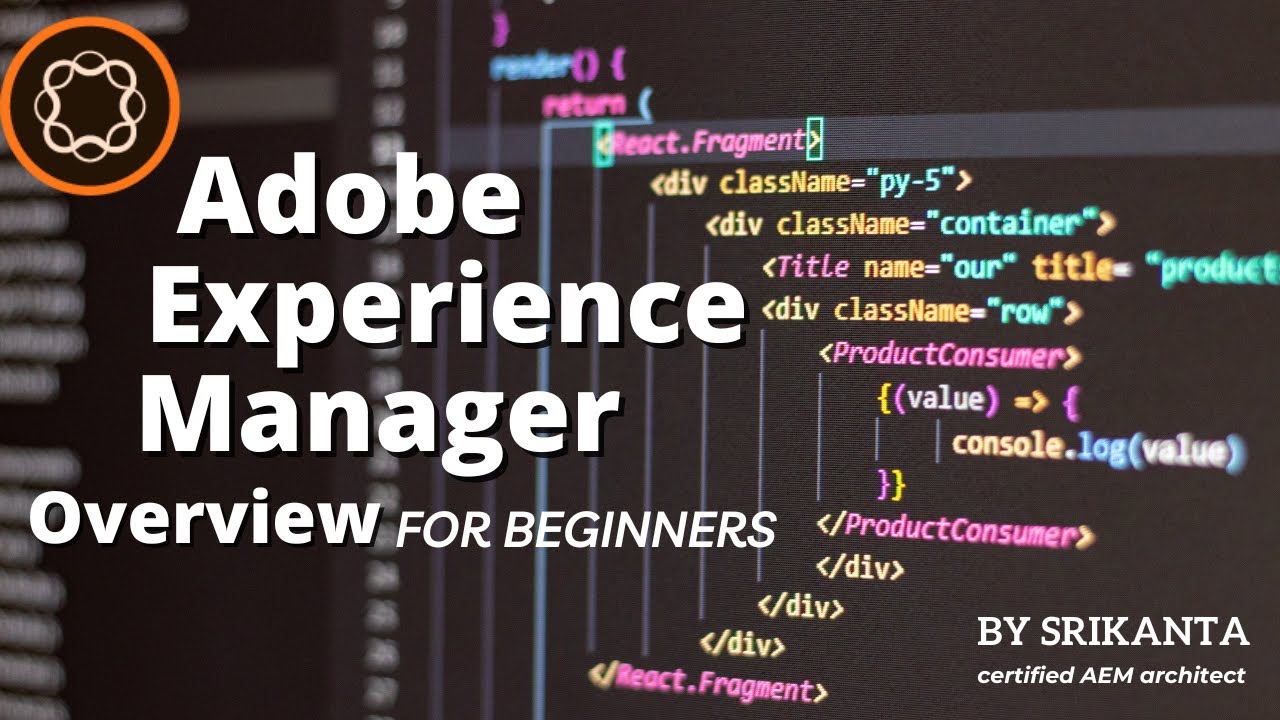 Adobe
Experience
Manager
Overview FOR BEGINNERS
}
render() {
return (
<React.Fragment>
<div className="py-5">
<div className="container">
<Title name="our" title= "product
<div className="row">
<ProductConsumer>
{(value) => {
console.log(value)
}}
</ProductConsumer>
</div>
</div>
</div>
</React.Fragment>
BY SRIKANTA
certified AEM architect